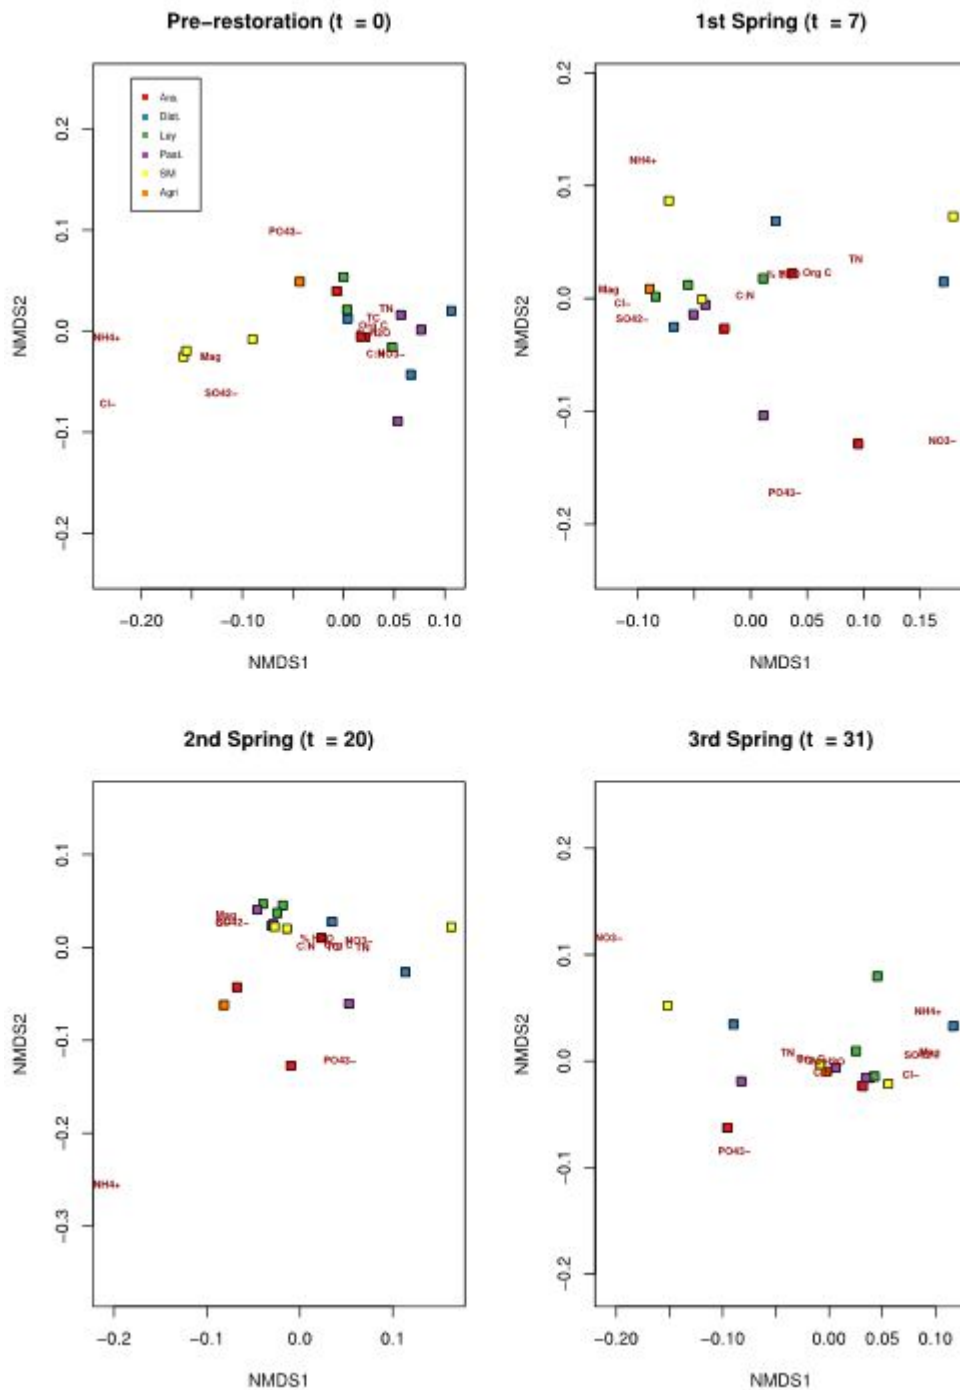 Pre−restoration (t = 0)
NMDS2
0.2
0.1
0.0
−0.1
−0.2
Ara.
Dist.
Ley
Past.
SM
Agri
PO43−
NH4+
Mag
SO42−
Cl−
TN
TC
Org C
C:N
NO3−
−0.20
−0.10
0.00
0.05
0.10
NMDS1
1st Spring (t = 7)
NMDS2
0.2
0.1
0.0
−0.1
−0.2
NH4+
TN
Org C
Mag
C:N
Cl−
SO42−
NO3−
PO43−
−0.10
0.00
0.05
0.10
0.15
NMDS1
2nd Spring (t = 20)
NMDS2
0.1
0.0
−0.1
−0.2
−0.3
Mag
SO42−
NO3−
C:N
TN
PO43−
NH4+
−0.2
−0.1
0.0
0.1
NMDS1
3rd Spring (t = 31)
NMDS2
0.2
0.1
0.0
−0.1
−0.2
NO3−
NH4+
TN
Mag
Cl−
PO43−
−0.20
−0.10
0.00
0.05
0.10
NMDS1